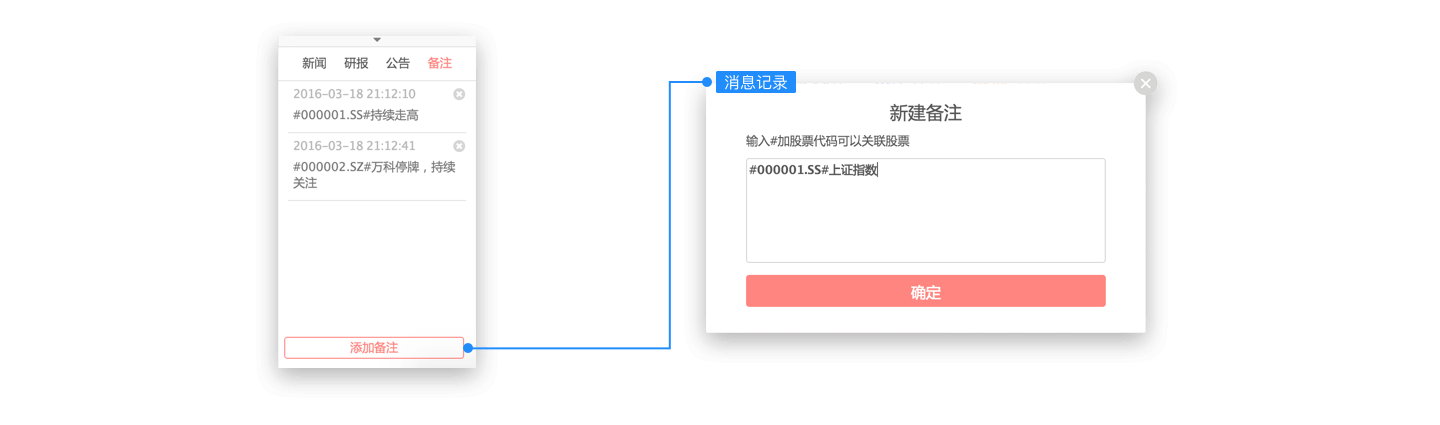 新闻 研报 公告 备注
2016-03-18 21:12:10
#000001.SS#持续走高
2016-03-18 21:12:41
#000002.SZ#万科停牌，持续
关注
添加备注
消息记录
新建备注
输入#加股票代码可以关联股票
#000001.SS#上证指数
确定